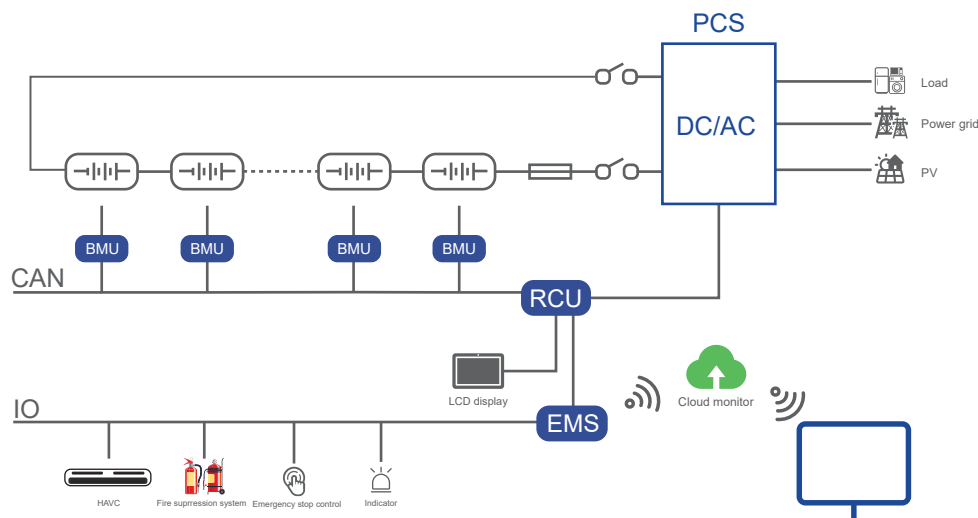 PCS
DC/AC
Load
Power grid
PV
BMU
BMU
BMU
BMU
CAN
RCU
LCD display
Cloud monitor
IO
EMS
HAVC
Fire suprression system
Emergency stop control
Indicator